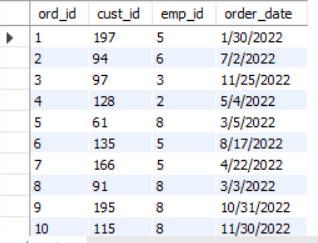 ord_id cust_id emp_id order_date
1 197 5 1/30/2022
2 94 6 7/2/2022
3 97 3 11/25/2022
4 128 2 5/4/2022
5 61 8 3/5/2022
6 135 5 8/17/2022
7 166 5 4/22/2022
8 91 8 3/3/2022
9 195 8 10/31/2022
10 115 8 11/30/2022